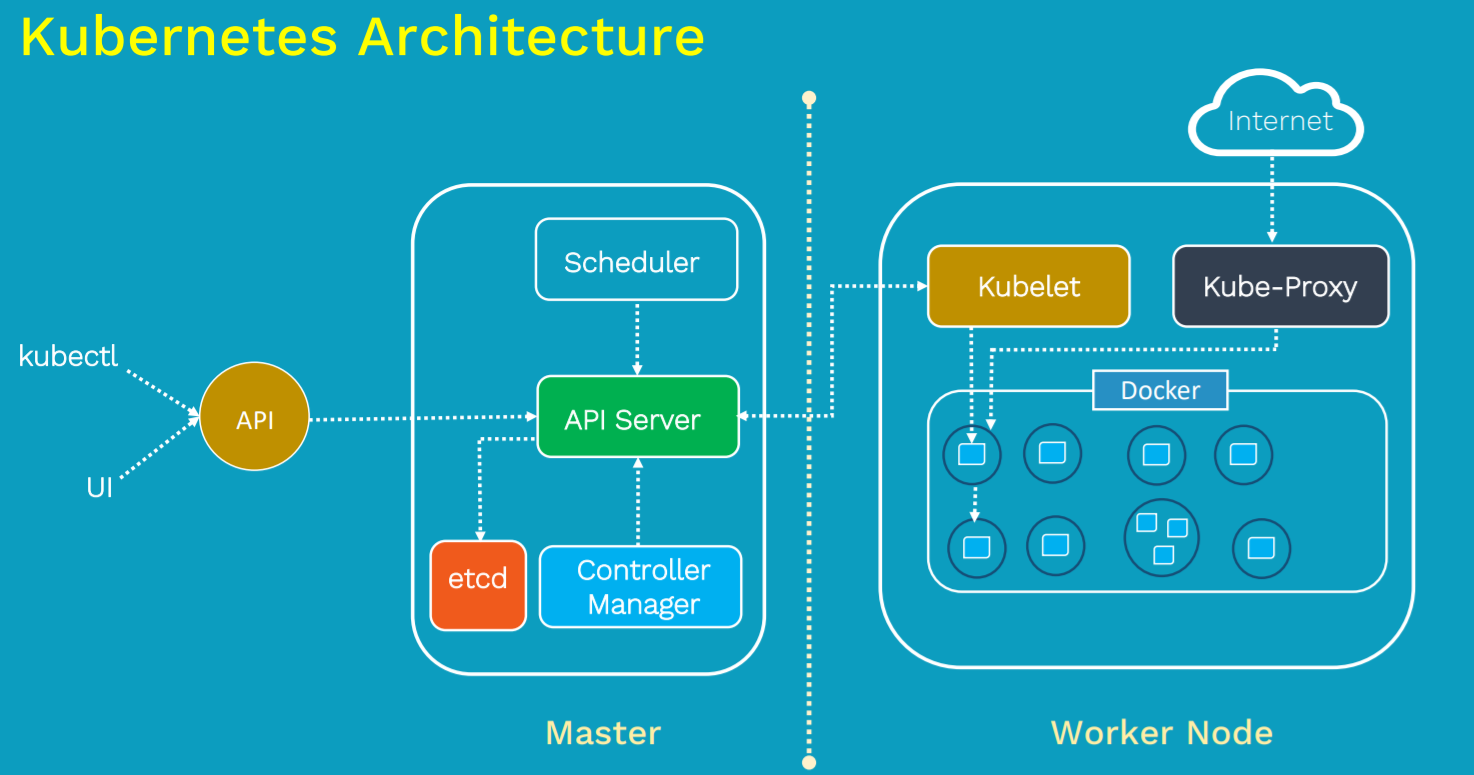 Kubernetes Architecture
Internet
Scheduler
Kubelet
Kube-Proxy
kubectl
API
API Server
Docker
UI
etcd
Controller
Manager
Master
Worker Node